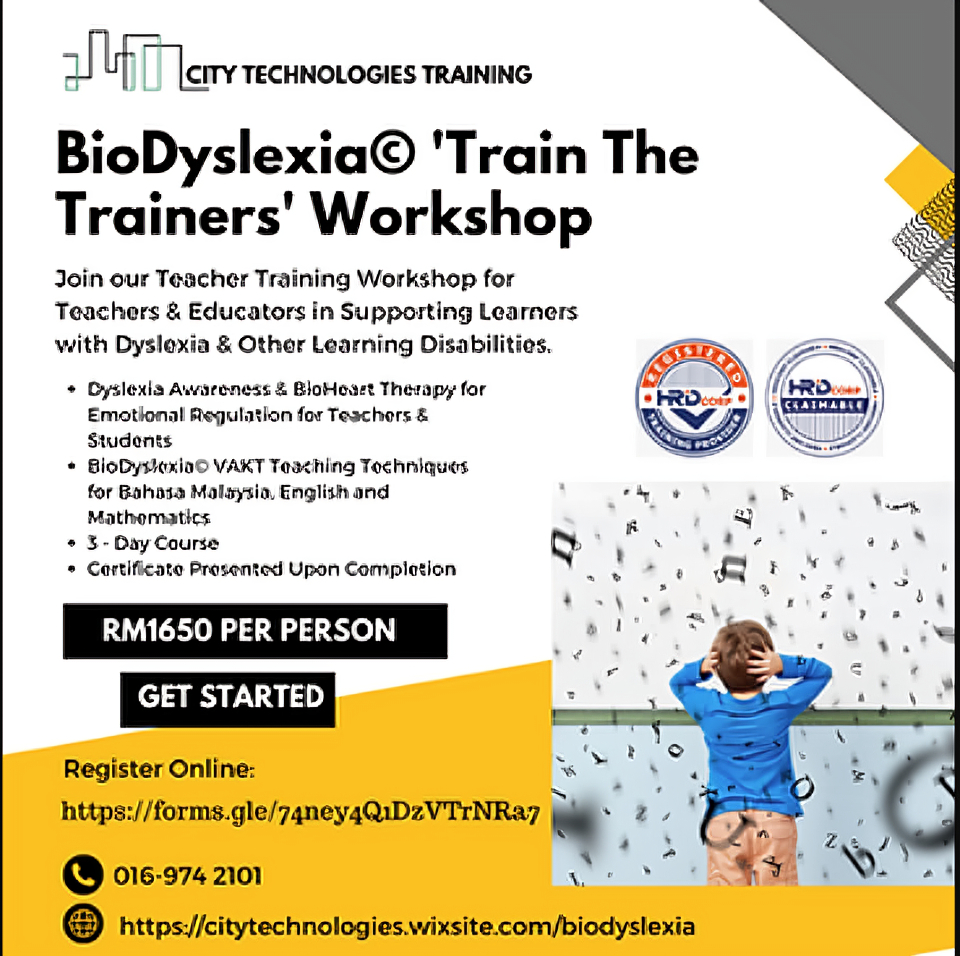 CITY TECHNOLOGIES TRAINING
BioDyslexia© 'Train The
Trainers' Workshop
Join our Teacher Training Workshop for
Teachers & Educators in Supporting Learners
with Dyslexia & Other Learning Disabilities.
• Dyslexia Awareness & BioHeart Therapy for
Emotional Regulation for Teachers &
Students
• BioDyslexia© VAKT Teaching Techniques
for Bahasa Malaysia, English and
Mathematics
• 3 - Day Course
• Certificate Presented Upon Completion
REGISTERED
HRD CORP
TRAINING PROVIDER
HRD CORP
CLAIMABLE
RM1650 PER PERSON
GET STARTED
Register Online:
https://forms.gle/74ney4Q1DzVTrNRa7
016-974 2101
https://citytechnologies.wixsite.com/biodyslexia